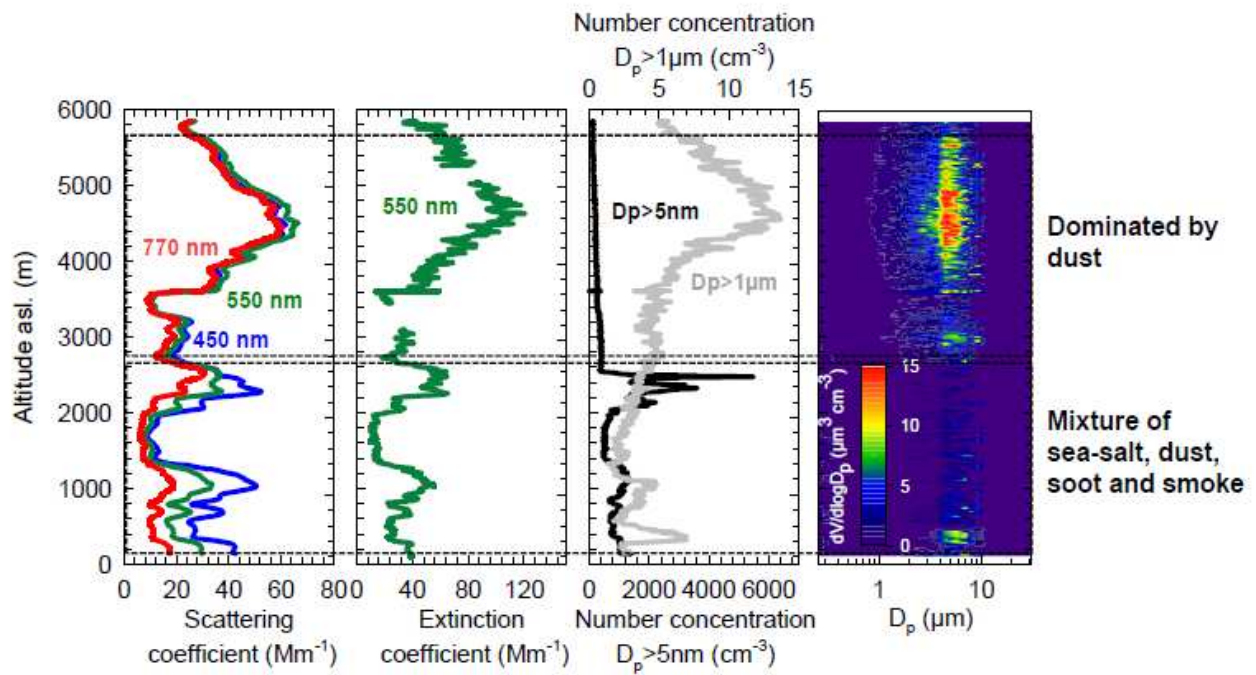 Number concentration
Dp>1µm (cm⁻³)
0 5 10 15
6000
5000
4000
3000
2000
1000
0
Altitude asl. (m)
770 nm
550 nm
450 nm
550 nm
Dp>5nm
Dp>1µm
Dominated by
dust
15
10
5
0
dV/dlogDp (µm³ cm⁻³)
Mixture of
sea-salt, dust,
soot and smoke
0 20 40 60 80
0 40 80 120
0 2000 4000 6000
1 10
Scattering
coefficient (Mm⁻¹)
Extinction
coefficient (Mm⁻¹)
Number concentration
Dp>5nm (cm⁻³)
Dp (µm)